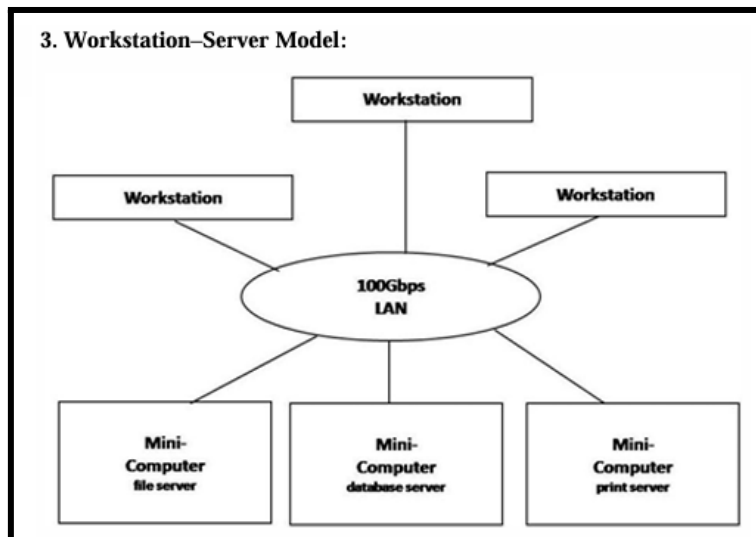 3. Workstation–Server Model:
Workstation
Workstation
Workstation
100Gbps
LAN
Mini-
Computer
file server
Mini-
Computer
database server
Mini-
Computer
print server